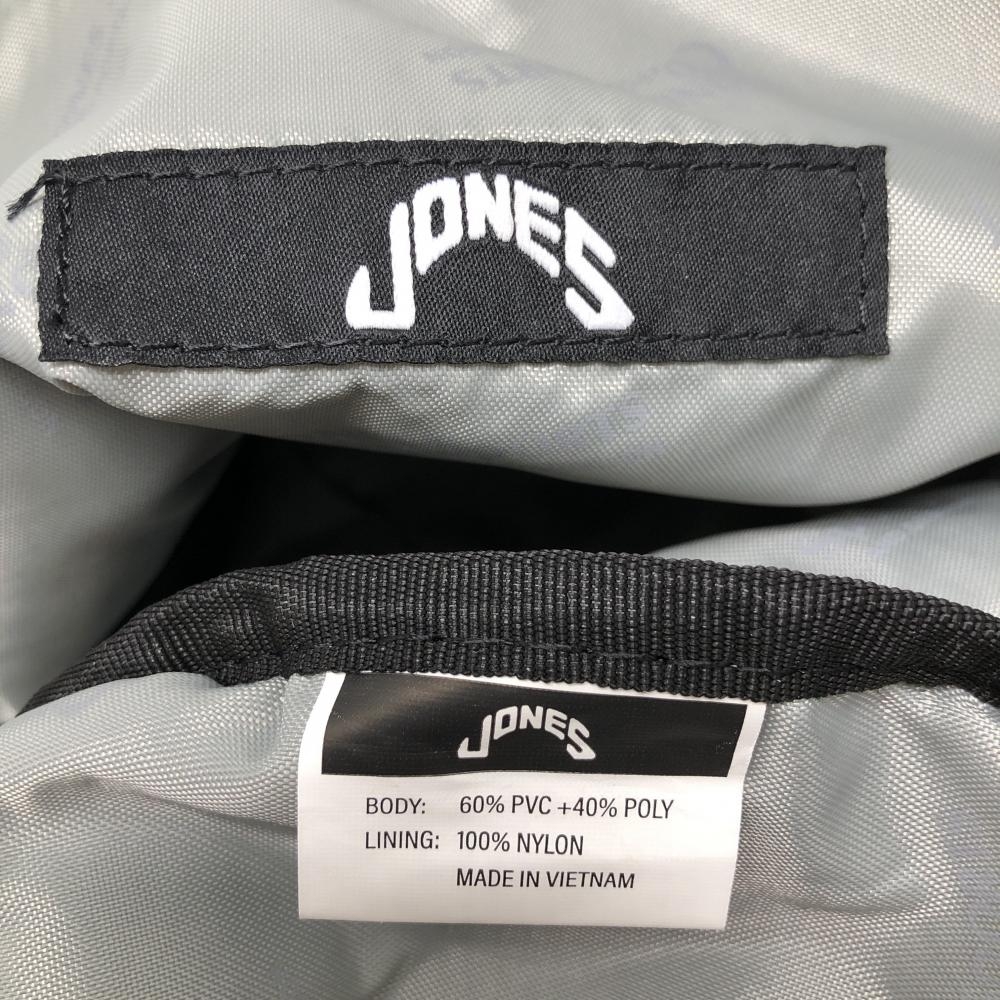 JONES
JONES
BODY: 60% PVC +40% POLY
LINING: 100% NYLON
MADE IN VIETNAM